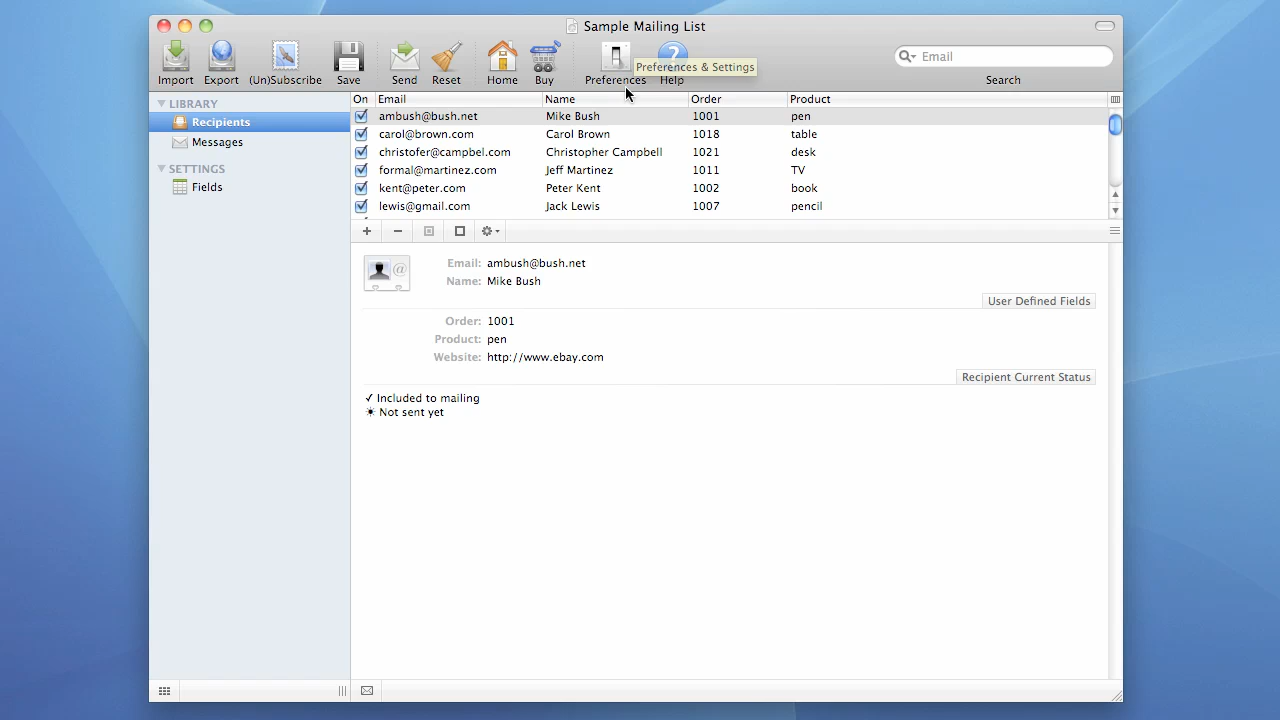 Sample Mailing List
Import Export (Un)Subscribe Save Send Reset Home Buy Preferences Help
Preferences & Settings
Email
Search
LIBRARY
Recipients
Messages
SETTINGS
Fields
On Email Name Order Product
ambush@bush.net Mike Bush 1001 pen
carol@brown.com Carol Brown 1018 table
christofer@campbel.com Christopher Campbell 1021 desk
formal@martinez.com Jeff Martinez 1011 TV
kent@peter.com Peter Kent 1002 book
lewis@gmail.com Jack Lewis 1007 pencil
Email: ambush@bush.net
Name: Mike Bush
User Defined Fields
Order: 1001
Product: pen
Website: http://www.ebay.com
Recipient Current Status
✓ Included to mailing
☀ Not sent yet